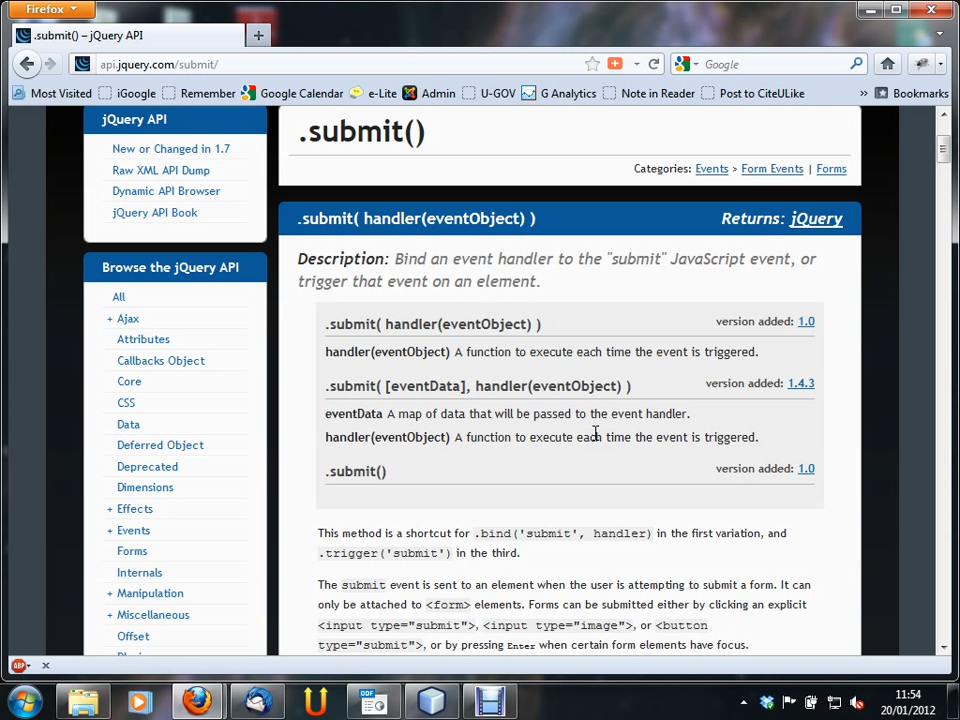 Firefox
.submit() – jQuery API
api.jquery.com/submit/
Google
Most Visited iGoogle Remember Google Calendar e-Lite Admin U-GOV G Analytics Note in Reader Post to CiteULike » Bookmarks
jQuery API
New or Changed in 1.7
Raw XML API Dump
Dynamic API Browser
jQuery API Book
Browse the jQuery API
All
+ Ajax
Attributes
Callbacks Object
Core
CSS
Data
Deferred Object
Deprecated
Dimensions
+ Effects
+ Events
Forms
Internals
+ Manipulation
+ Miscellaneous
Offset
.submit()
Categories: Events > Form Events | Forms
.submit( handler(eventObject) ) Returns: jQuery
Description: Bind an event handler to the "submit" JavaScript event, or
trigger that event on an element.
.submit( handler(eventObject) ) version added: 1.0
handler(eventObject) A function to execute each time the event is triggered.
.submit( [eventData], handler(eventObject) ) version added: 1.4.3
eventData A map of data that will be passed to the event handler.
handler(eventObject) A function to execute each time the event is triggered.
.submit() version added: 1.0
This method is a shortcut for .bind('submit', handler) in the first variation, and
.trigger('submit') in the third.
The submit event is sent to an element when the user is attempting to submit a form. It can
only be attached to <form> elements. Forms can be submitted either by clicking an explicit
<input type="submit">, <input type="image">, or <button
type="submit">, or by pressing Enter when certain form elements have focus.
ABP
ODF
11:54
20/01/2012